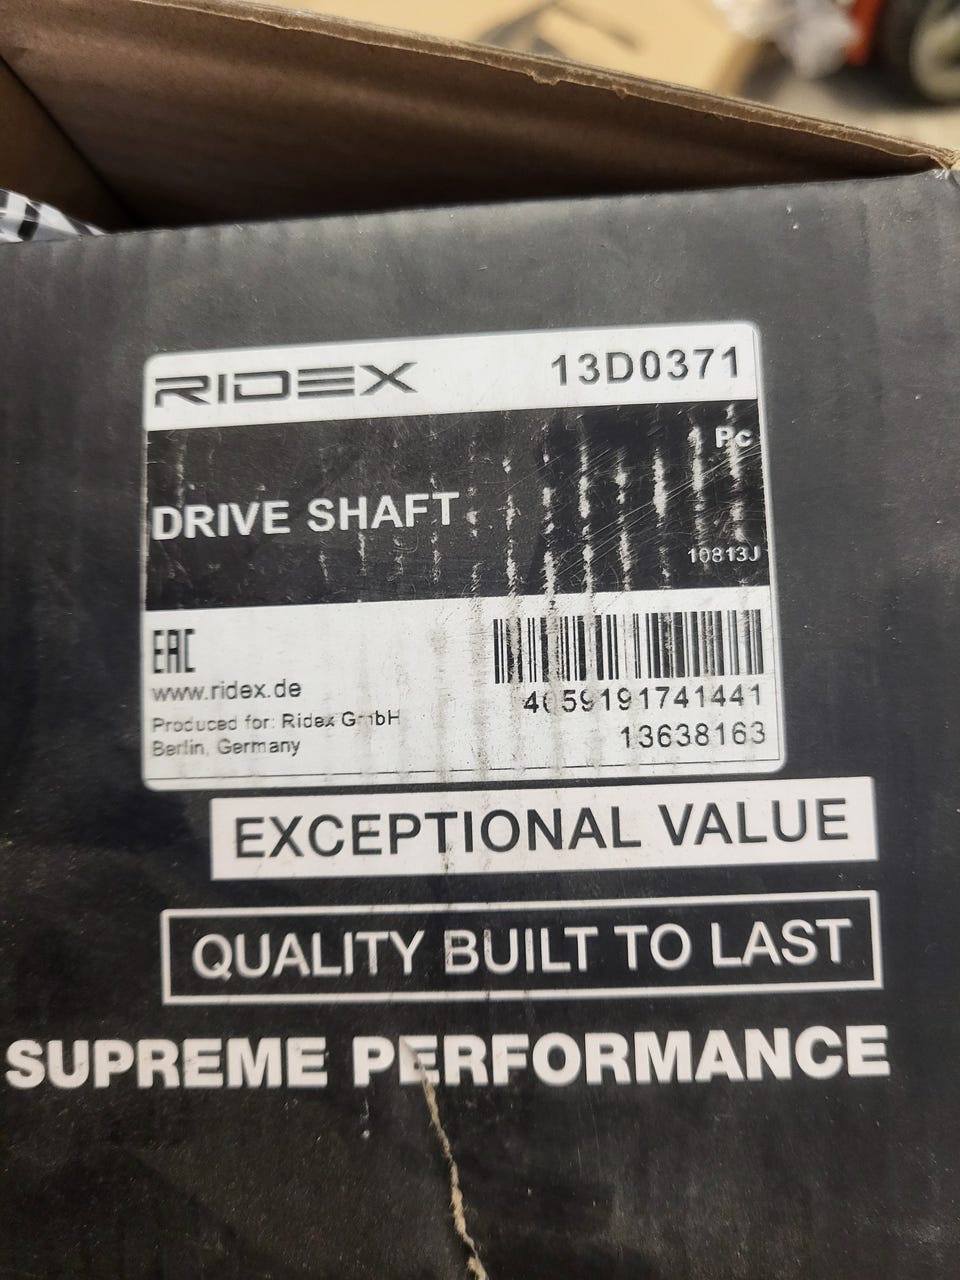 RIDEX 13D0371
Pc
DRIVE SHAFT
10813J
EAC
www.ridex.de
4059191741441
Produced for: Ridex GmbH
13638163
Berlin, Germany
EXCEPTIONAL VALUE
QUALITY BUILT TO LAST
SUPREME PERFORMANCE